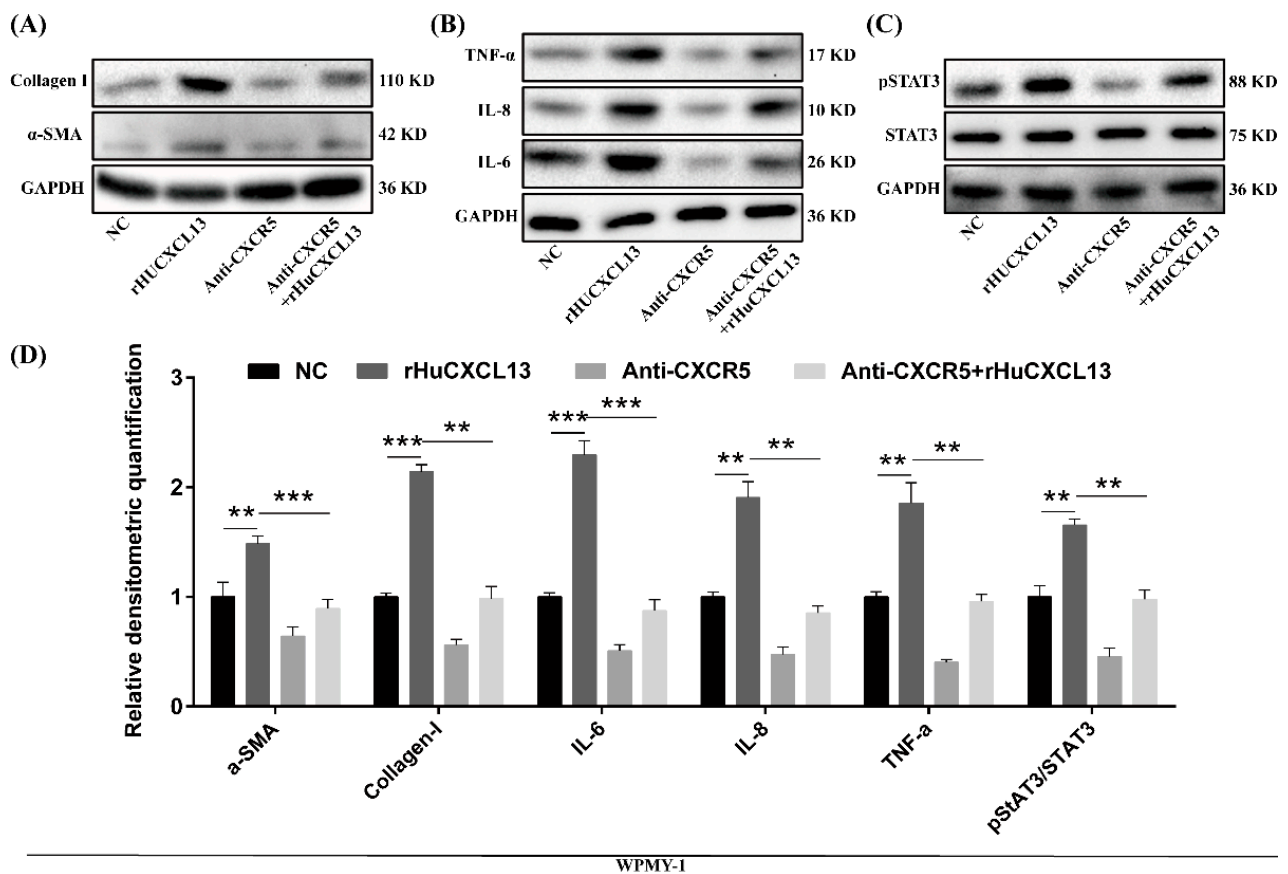 (A)
Collagen I
110 KD
α-SMA
42 KD
GAPDH
36 KD
NC
rHUCXCL13
Anti-CXCR5
Anti-CXCR5
+rHuCXCL13
(B)
TNF-α
17 KD
IL-8
10 KD
IL-6
26 KD
GAPDH
36 KD
NC
rHUCXCL13
Anti-CXCR5
Anti-CXCR5
+rHuCXCL13
(C)
pSTAT3
88 KD
STAT3
75 KD
GAPDH
36 KD
NC
rHUCXCL13
Anti-CXCR5
Anti-CXCR5
+rHuCXCL13
(D)
Relative densitometric quantification
3
2
1
0
NC
rHuCXCL13
Anti-CXCR5
Anti-CXCR5+rHuCXCL13
** ***
*** **
*** ***
** **
** **
** **
a-SMA
Collagen-I
IL-6
IL-8
TNF-a
pStAT3/STAT3
WPMY-1